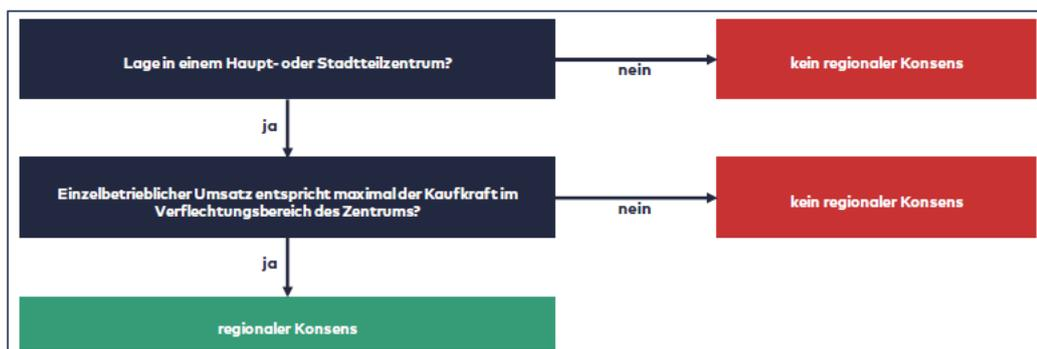 Lage in einem Haupt- oder Stadtteilzentrum?
nein
kein regionaler Konsens
ja
Einzelbetrieblicher Umsatz entspricht maximal der Kaufkraft im
Verflechtungsbereich des Zentrums?
nein
kein regionaler Konsens
ja
regionaler Konsens